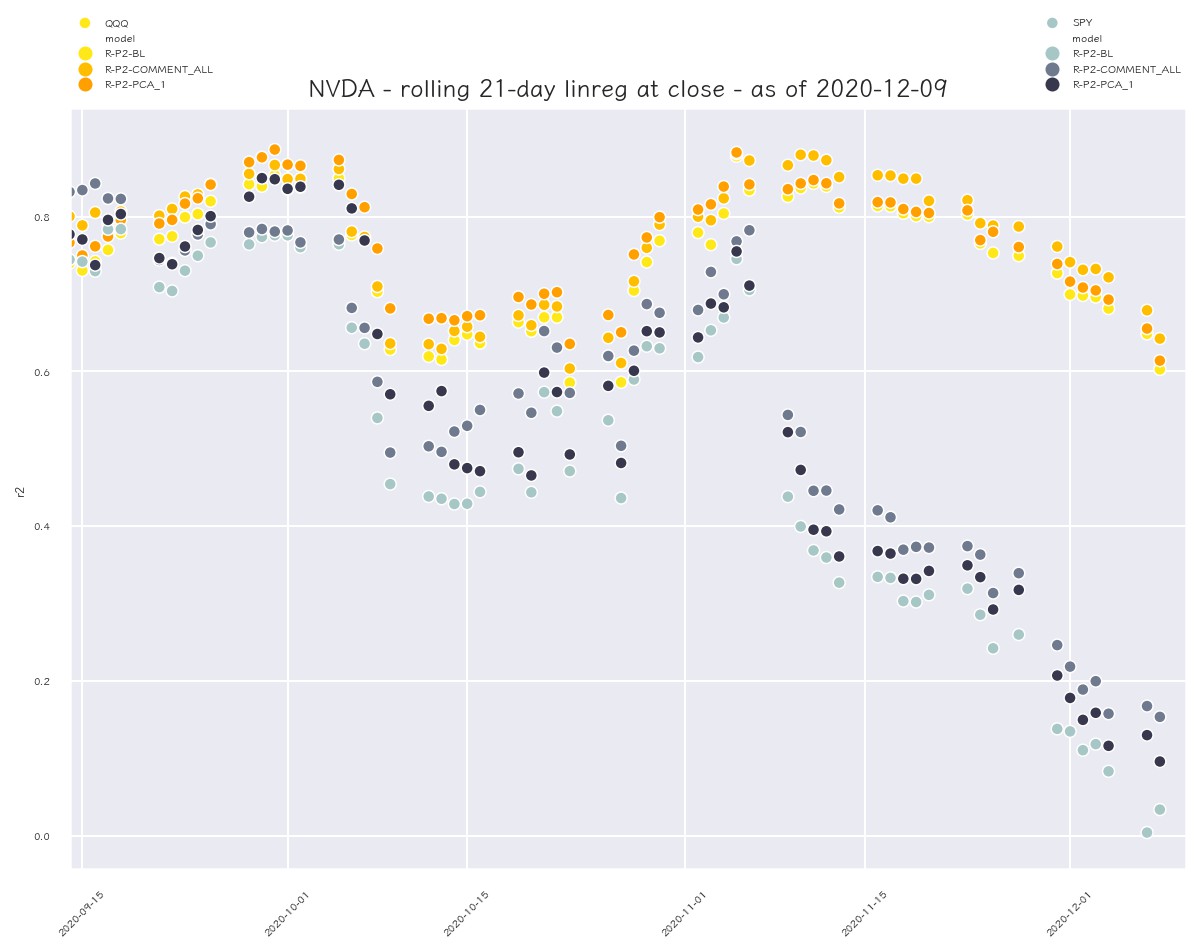 QQQ
model
R-P2-BL
R-P2-COMMENT_ALL
R-P2-PCA_1
SPY
model
R-P2-BL
R-P2-COMMENT_ALL
R-P2-PCA_1
NVDA - rolling 21-day linreg at close - as of 2020-12-09
r2
0.8
0.6
0.4
0.2
0.0
2020-09-15
2020-10-01
2020-10-15
2020-11-01
2020-11-15
2020-12-01